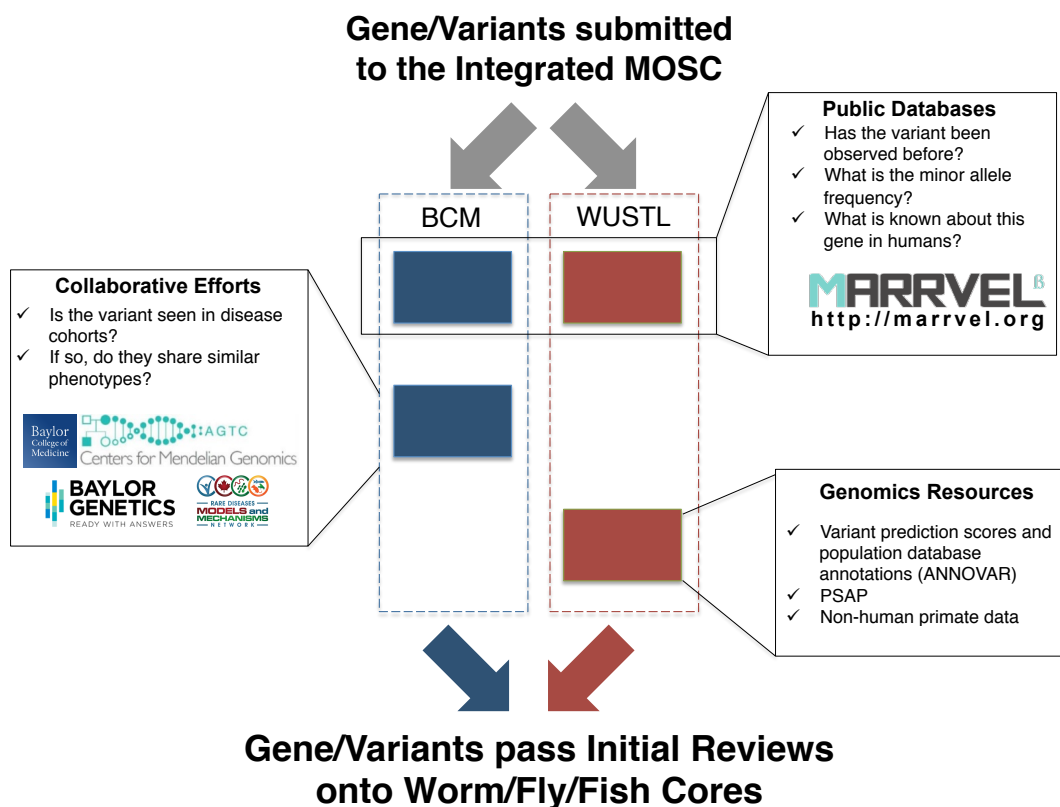 Gene/Variants submitted
to the Integrated MOSC
Public Databases
✓ Has the variant been
observed before?
✓ What is the minor allele
frequency?
✓ What is known about this
gene in humans?
MARRVEL β
http://marrvel.org
BCM
WUSTL
Collaborative Efforts
✓ Is the variant seen in disease
cohorts?
✓ If so, do they share similar
phenotypes?
Baylor
College of
Medicine
AGTC
Centers for Mendelian Genomics
BAYLOR
GENETICS
READY WITH ANSWERS
RARE DISEASES
MODELS and
MECHANISMS
NETWORK
Genomics Resources
✓ Variant prediction scores and
population database
annotations (ANNOVAR)
✓ PSAP
✓ Non-human primate data
Gene/Variants pass Initial Reviews
onto Worm/Fly/Fish Cores